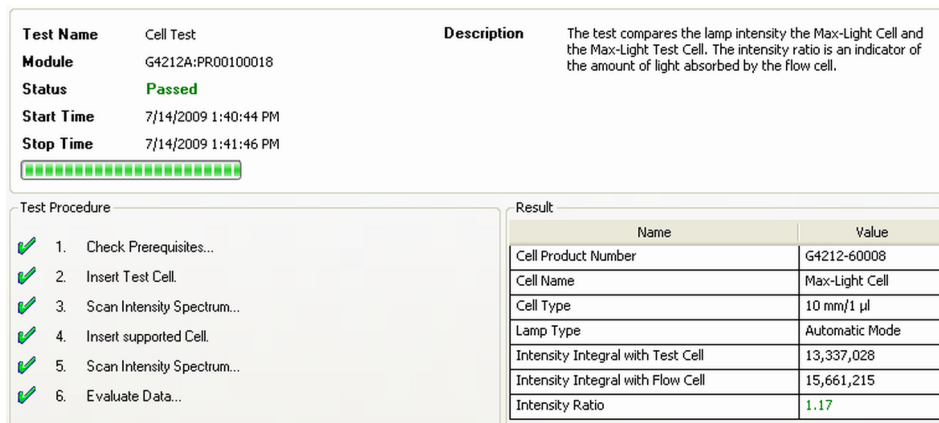 Test Name Cell Test
Module G4212A:PR00100018
Status Passed
Start Time 7/14/2009 1:40:44 PM
Stop Time 7/14/2009 1:41:46 PM
Description The test compares the lamp intensity the Max-Light Cell and
the Max-Light Test Cell. The intensity ratio is an indicator of
the amount of light absorbed by the flow cell.
Test Procedure
1. Check Prerequisites...
2. Insert Test Cell.
3. Scan Intensity Spectrum...
4. Insert supported Cell.
5. Scan Intensity Spectrum...
6. Evaluate Data...
Result
Name Value
Cell Product Number G4212-60008
Cell Name Max-Light Cell
Cell Type 10 mm/1 µl
Lamp Type Automatic Mode
Intensity Integral with Test Cell 13,337,028
Intensity Integral with Flow Cell 15,661,215
Intensity Ratio 1.17